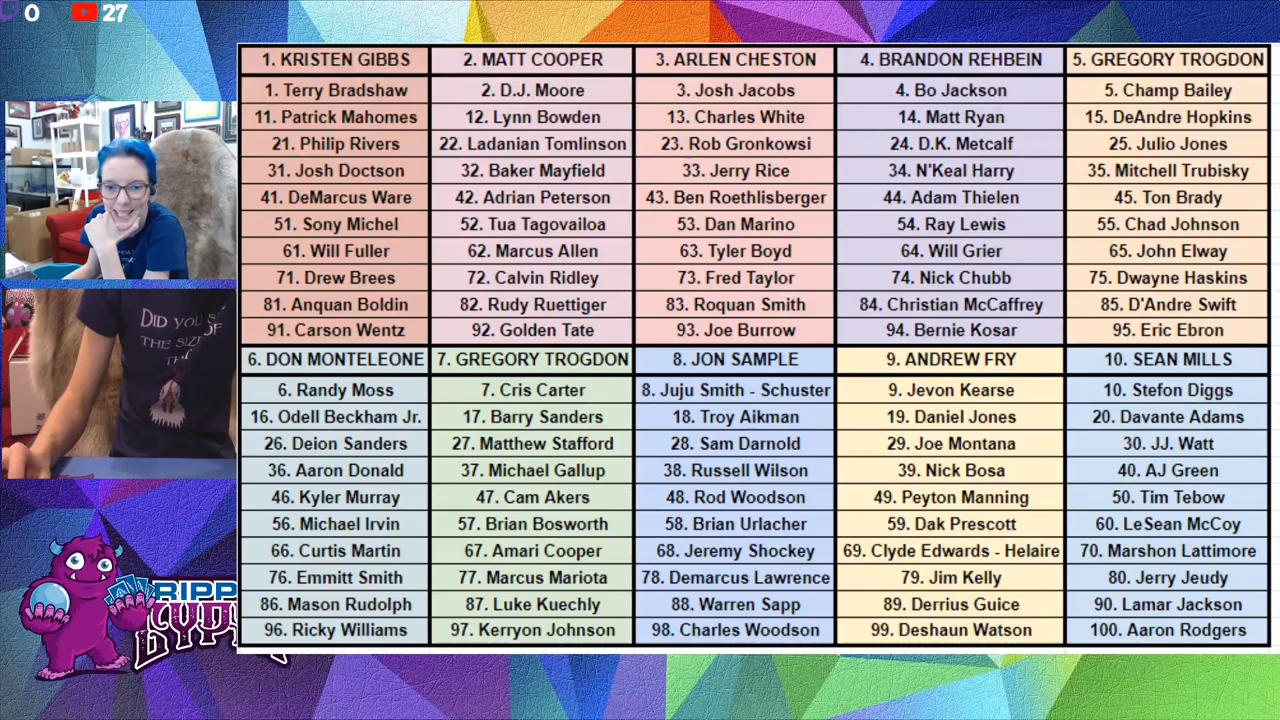 0 27
1. KRISTEN GIBBS 2. MATT COOPER 3. ARLEN CHESTON 4. BRANDON REHBEIN 5. GREGORY TROGDON
1. Terry Bradshaw 2. D.J. Moore 3. Josh Jacobs 4. Bo Jackson 5. Champ Bailey
11. Patrick Mahomes 12. Lynn Bowden 13. Charles White 14. Matt Ryan 15. DeAndre Hopkins
21. Philip Rivers 22. Ladanian Tomlinson 23. Rob Gronkowsi 24. D.K. Metcalf 25. Julio Jones
31. Josh Doctson 32. Baker Mayfield 33. Jerry Rice 34. N'Keal Harry 35. Mitchell Trubisky
41. DeMarcus Ware 42. Adrian Peterson 43. Ben Roethlisberger 44. Adam Thielen 45. Ton Brady
51. Sony Michel 52. Tua Tagovailoa 53. Dan Marino 54. Ray Lewis 55. Chad Johnson
61. Will Fuller 62. Marcus Allen 63. Tyler Boyd 64. Will Grier 65. John Elway
71. Drew Brees 72. Calvin Ridley 73. Fred Taylor 74. Nick Chubb 75. Dwayne Haskins
81. Anquan Boldin 82. Rudy Ruettiger 83. Roquan Smith 84. Christian McCaffrey 85. D'Andre Swift
91. Carson Wentz 92. Golden Tate 93. Joe Burrow 94. Bernie Kosar 95. Eric Ebron
6. DON MONTELEONE 7. GREGORY TROGDON 8. JON SAMPLE 9. ANDREW FRY 10. SEAN MILLS
6. Randy Moss 7. Cris Carter 8. Juju Smith - Schuster 9. Jevon Kearse 10. Stefon Diggs
16. Odell Beckham Jr. 17. Barry Sanders 18. Troy Aikman 19. Daniel Jones 20. Davante Adams
26. Deion Sanders 27. Matthew Stafford 28. Sam Darnold 29. Joe Montana 30. JJ. Watt
36. Aaron Donald 37. Michael Gallup 38. Russell Wilson 39. Nick Bosa 40. AJ Green
46. Kyler Murray 47. Cam Akers 48. Rod Woodson 49. Peyton Manning 50. Tim Tebow
56. Michael Irvin 57. Brian Bosworth 58. Brian Urlacher 59. Dak Prescott 60. LeSean McCoy
66. Curtis Martin 67. Amari Cooper 68. Jeremy Shockey 69. Clyde Edwards - Helaire 70. Marshon Lattimore
76. Emmitt Smith 77. Marcus Mariota 78. Demarcus Lawrence 79. Jim Kelly 80. Jerry Jeudy
86. Mason Rudolph 87. Luke Kuechly 88. Warren Sapp 89. Derrius Guice 90. Lamar Jackson
96. Ricky Williams 97. Kerryon Johnson 98. Charles Woodson 99. Deshaun Watson 100. Aaron Rodgers
DID YOU
THE SIZE OF
RIPP